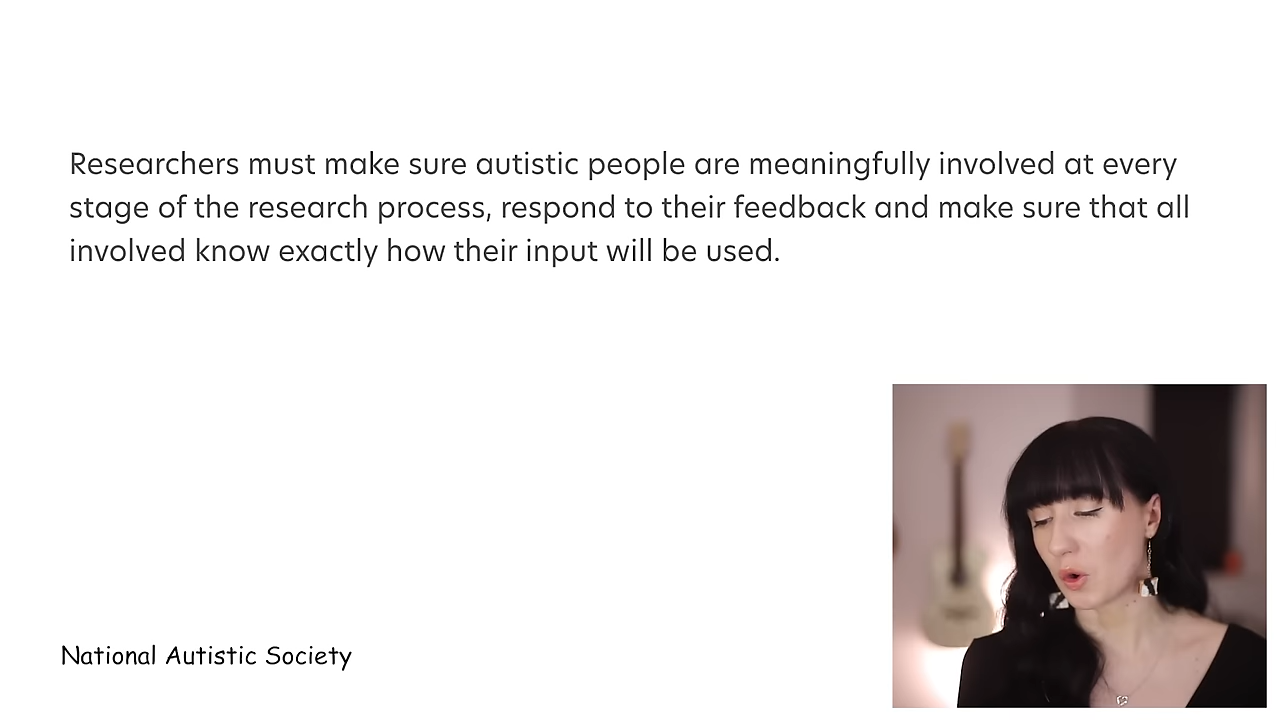 Researchers must make sure autistic people are meaningfully involved at every
stage of the research process, respond to their feedback and make sure that all
involved know exactly how their input will be used.
National Autistic Society